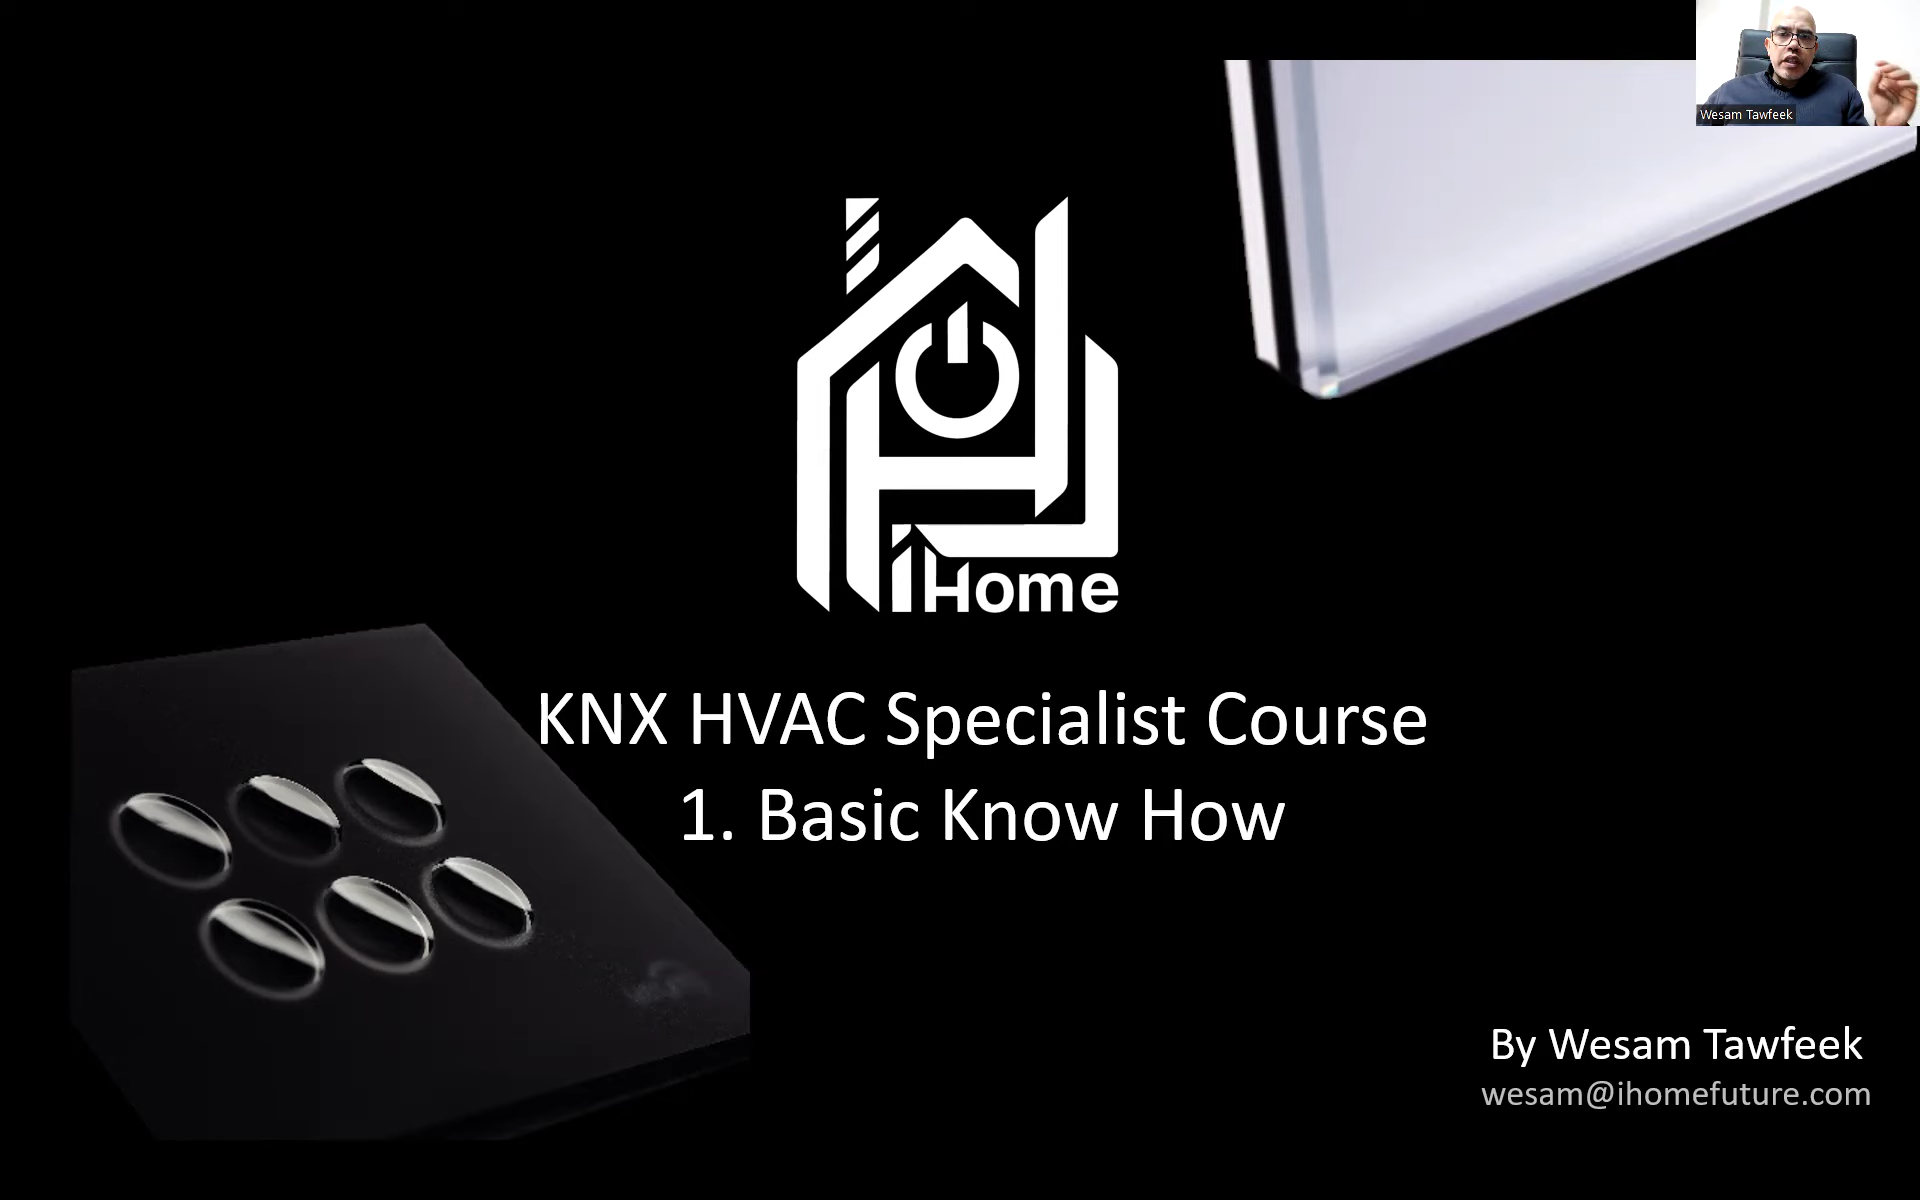 Wesam Tawfeek
iHome
KNX HVAC Specialist Course
1. Basic Know How
By Wesam Tawfeek
wesam@ihomefuture.com